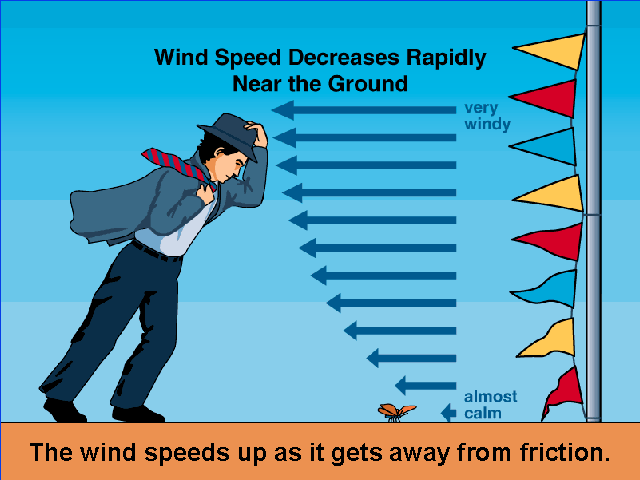 Wind Speed Decreases Rapidly
Near the Ground
very
windy
almost
calm
The wind speeds up as it gets away from friction.